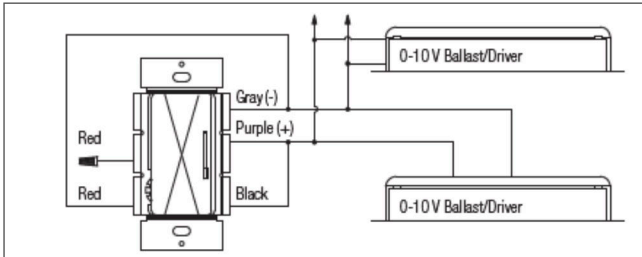 0-10 V Ballast/Driver
Gray (-)
Purple (+)
Red
Red
Black
0-10 V Ballast/Driver